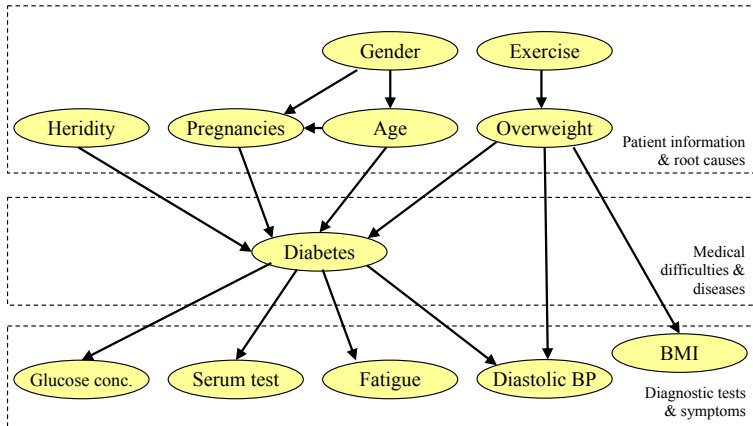 Gender
Exercise
Heridity
Pregnancies
Age
Overweight
Patient information
& root causes
Diabetes
Medical
difficulties &
diseases
Glucose conc.
Serum test
Fatigue
Diastolic BP
BMI
Diagnostic tests
& symptoms